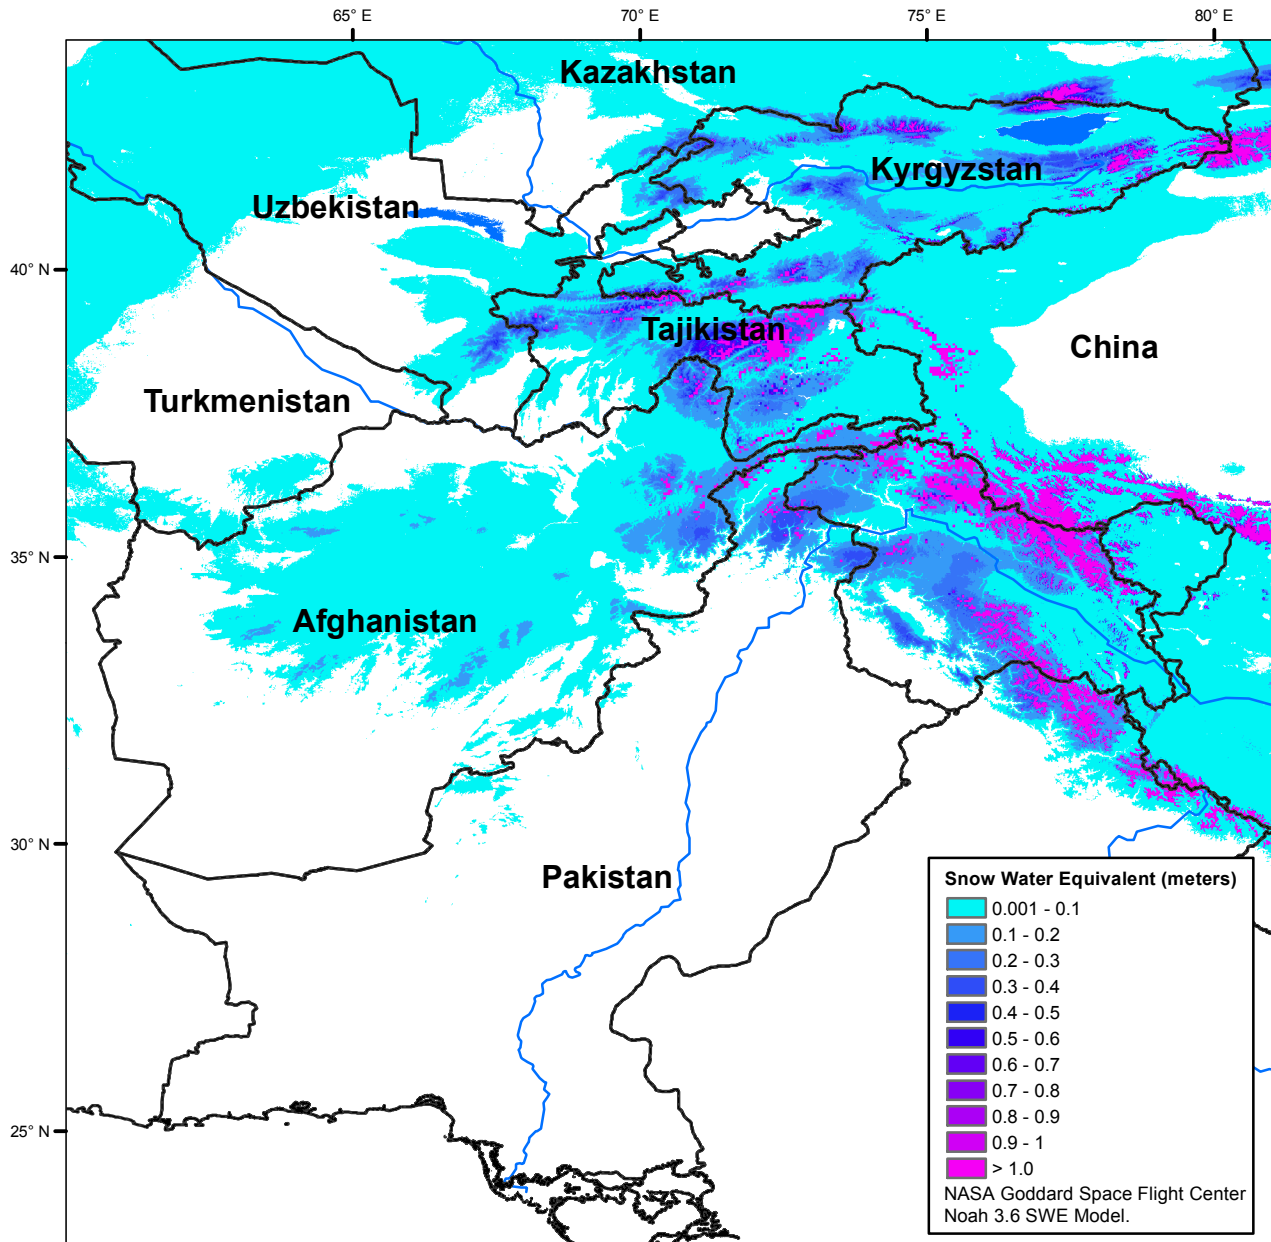 65° E
70° E
75° E
80° E
Kazakhstan
Kyrgyzstan
Uzbekistan
40° N
Tajikistan
China
Turkmenistan
35° N
Afghanistan
30° N
Pakistan
25° N
Snow Water Equivalent (meters)
0.001 - 0.1
0.1 - 0.2
0.2 - 0.3
0.3 - 0.4
0.4 - 0.5
0.5 - 0.6
0.6 - 0.7
0.7 - 0.8
0.8 - 0.9
0.9 - 1
> 1.0
NASA Goddard Space Flight Center
Noah 3.6 SWE Model.